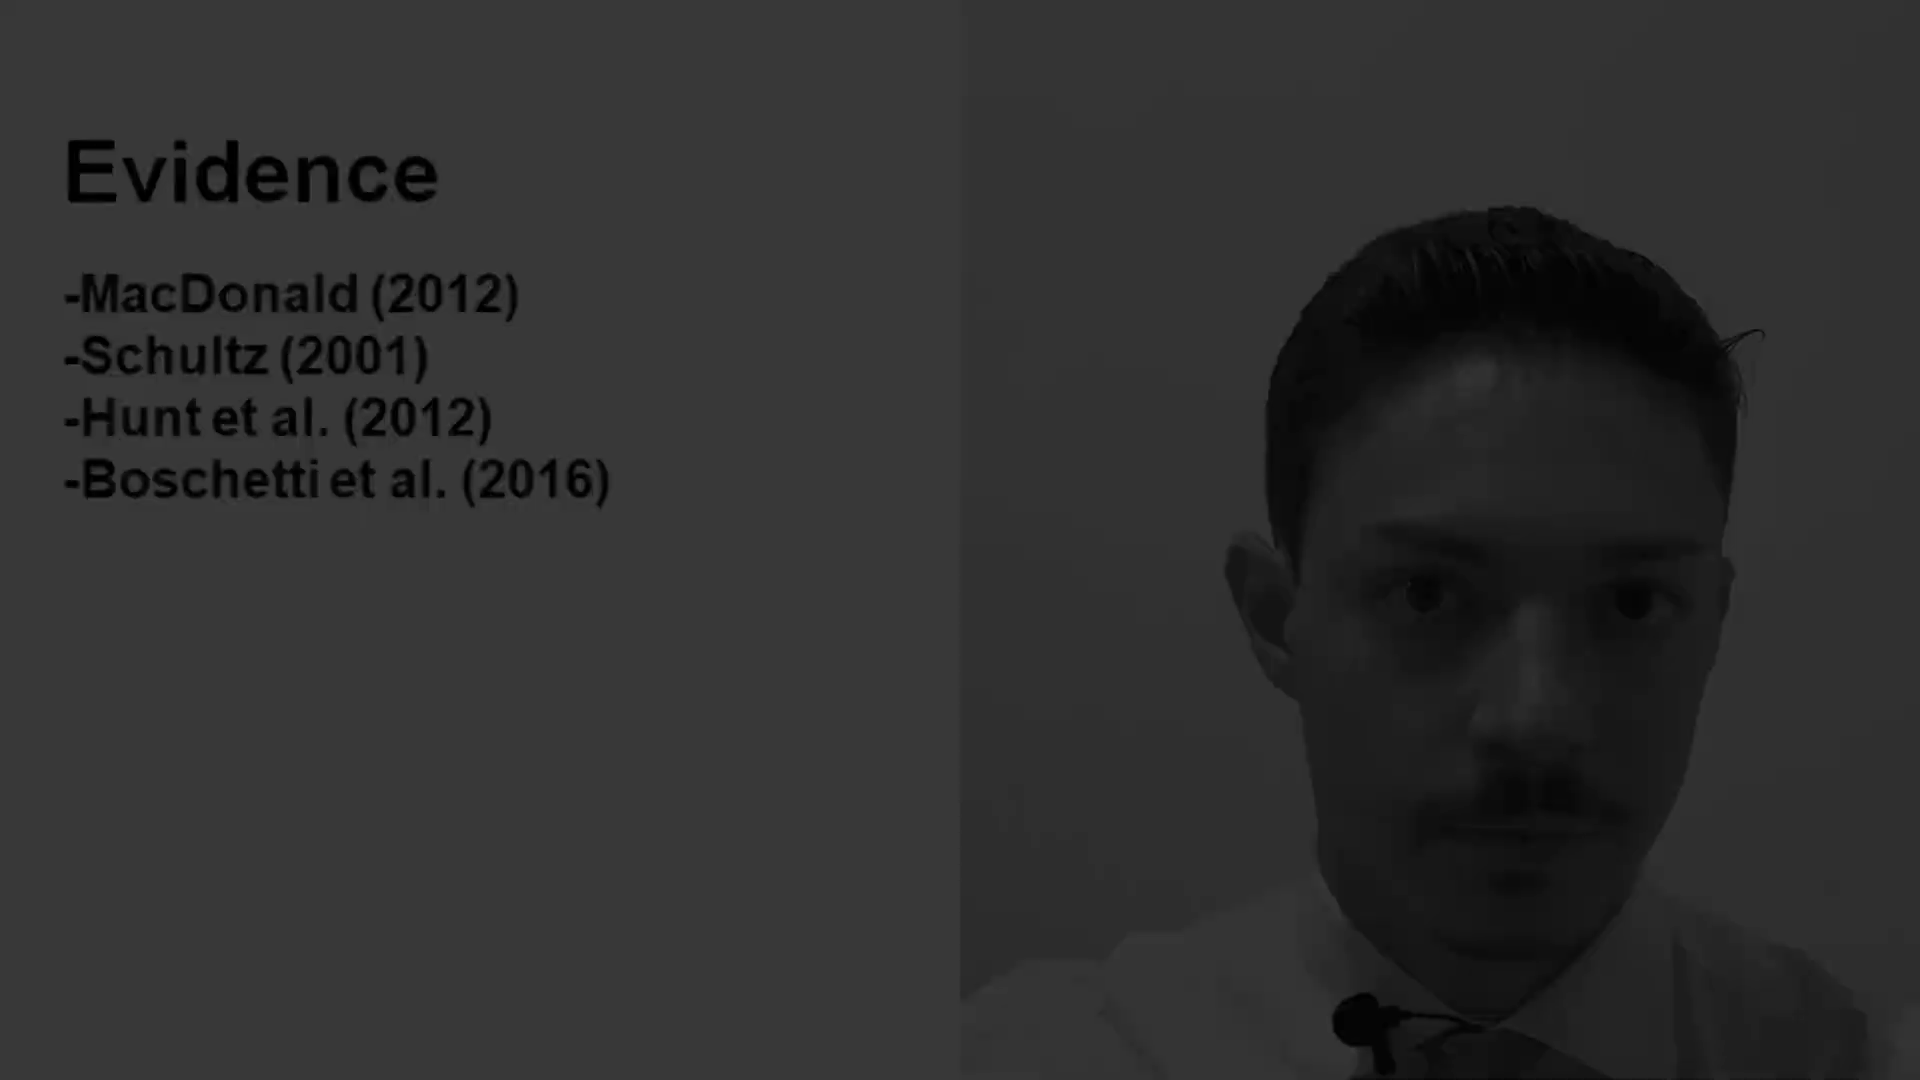 Evidence
-MacDonald (2012)
-Schultz (2001)
-Hunt et al. (2012)
-Boschetti et al. (2016)